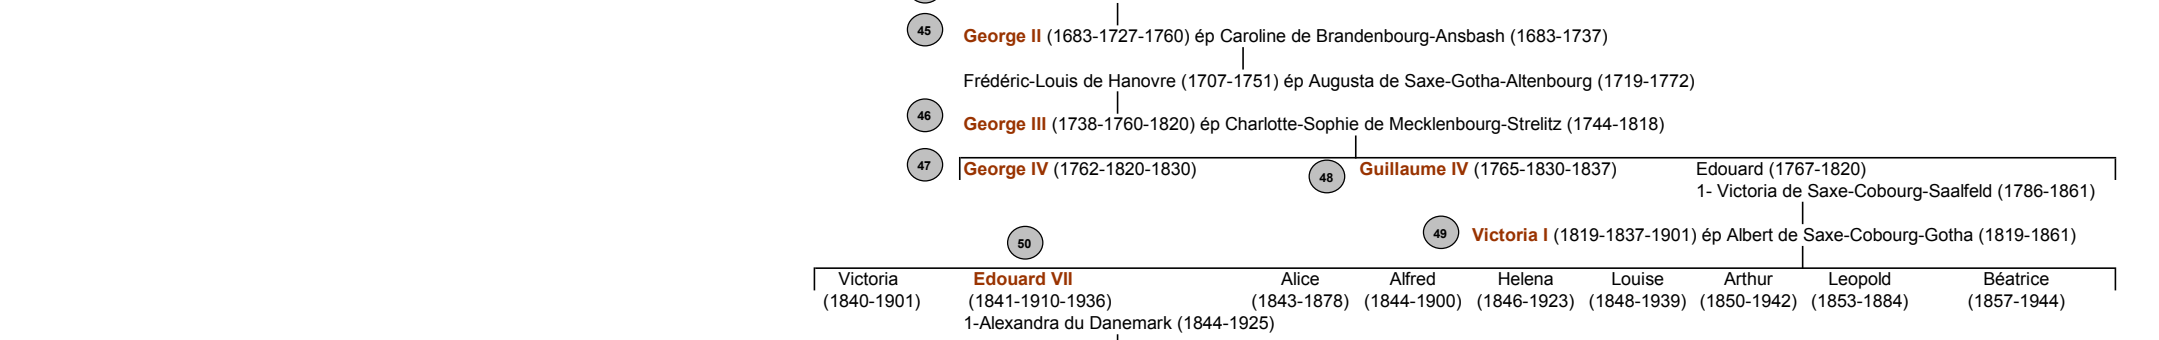 45
George II (1683-1727-1760) ép Caroline de Brandenbourg-Ansbash (1683-1737)
Frédéric-Louis de Hanovre (1707-1751) ép Augusta de Saxe-Gotha-Altenbourg (1719-1772)
46
George III (1738-1760-1820) ép Charlotte-Sophie de Mecklenbourg-Strelitz (1744-1818)
47
George IV (1762-1820-1830)
48
Guillaume IV (1765-1830-1837)
Edouard (1767-1820)
1- Victoria de Saxe-Cobourg-Saalfeld (1786-1861)
49
Victoria I (1819-1837-1901) ép Albert de Saxe-Cobourg-Gotha (1819-1861)
50
Victoria
(1840-1901)
Edouard VII
(1841-1910-1936)
1-Alexandra du Danemark (1844-1925)
Alice
(1843-1878)
Alfred
(1844-1900)
Helena
(1846-1923)
Louise
(1848-1939)
Arthur
(1850-1942)
Leopold
(1853-1884)
Béatrice
(1857-1944)